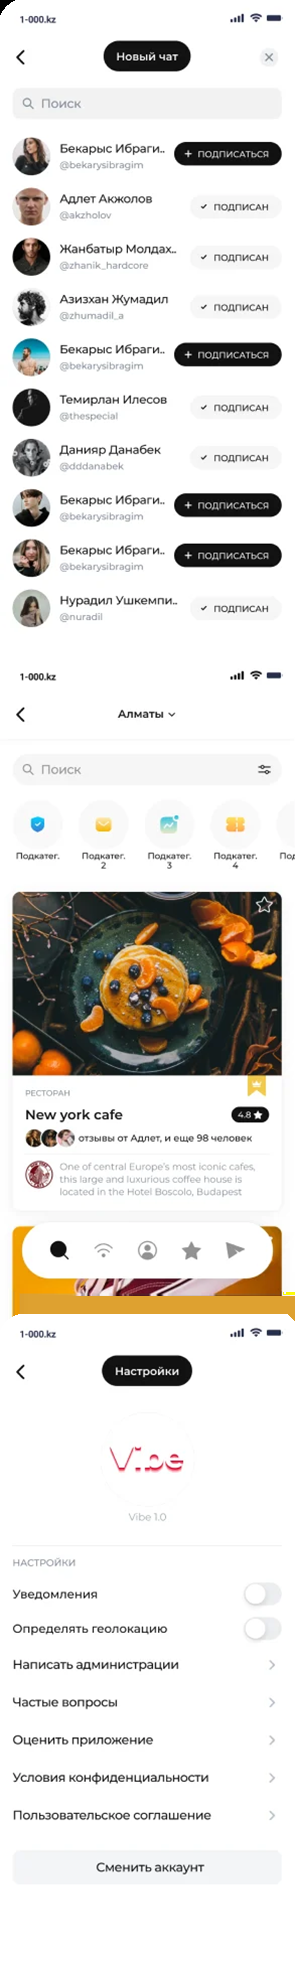 1-000.kz
Новый чат
Поиск
Бекарыс Ибраги..
@bekarysibragim
+ ПОДПИСАТЬСЯ
Адлет Акжолов
@akzholov
ПОДПИСАН
Жанбатыр Молдах..
@zhanik_hardcore
ПОДПИСАН
Азизхан Жумадил
@zhumadil_a
ПОДПИСАН
Бекарыс Ибраги..
@bekarysibragim
+ ПОДПИСАТЬСЯ
Темирлан Илесов
@thespecial
ПОДПИСАН
Данияр Данабек
@dddanabek
ПОДПИСАН
Бекарыс Ибраги..
@bekarysibragim
+ ПОДПИСАТЬСЯ
Бекарыс Ибраги..
@bekarysibragim
+ ПОДПИСАТЬСЯ
Нурадил Ушкемпи..
@nuradil
ПОДПИСАН
1-000.kz
Алматы
Поиск
Подкатег.
Подкатег.
2
Подкатег.
3
Подкатег.
4
Под
РЕСТОРАН
New york cafe
4.8
отзывы от Адлет, и еще 98 человек
One of central Europe's most iconic cafes,
this large and luxurious coffee house is
located in the Hotel Boscolo, Budapest
1-000.kz
Настройки
Vibe
Vibe 1.0
НАСТРОЙКИ
Уведомления
Определять геолокацию
Написать администрации
Частые вопросы
Оценить приложение
Условия конфиденциальности
Пользовательское соглашение
Сменить аккаунт